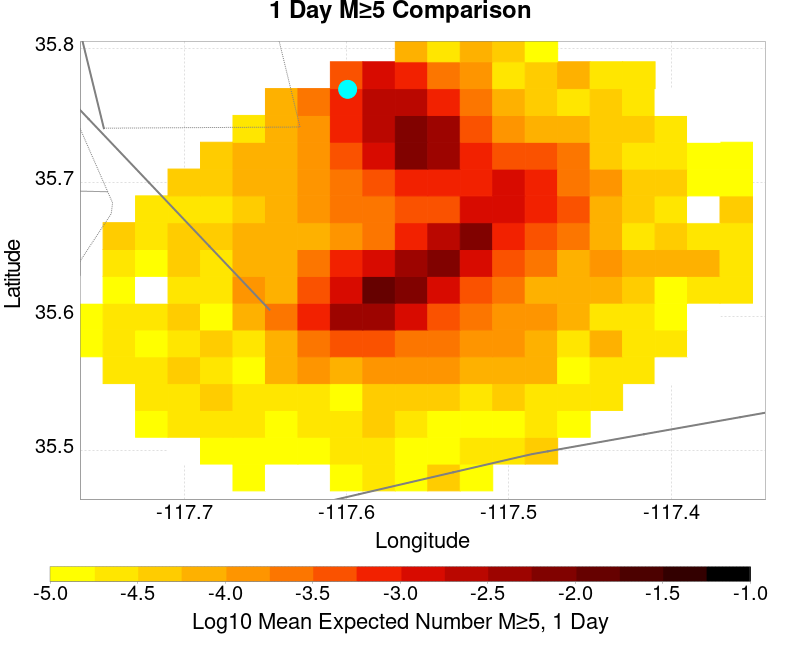 1 Day M≥5 Comparison
35.8
35.7
35.6
35.5
Latitude
-117.7 -117.6 -117.5 -117.4
Longitude
-5.0 -4.5 -4.0 -3.5 -3.0 -2.5 -2.0 -1.5 -1.0
Log10 Mean Expected Number M≥5, 1 Day